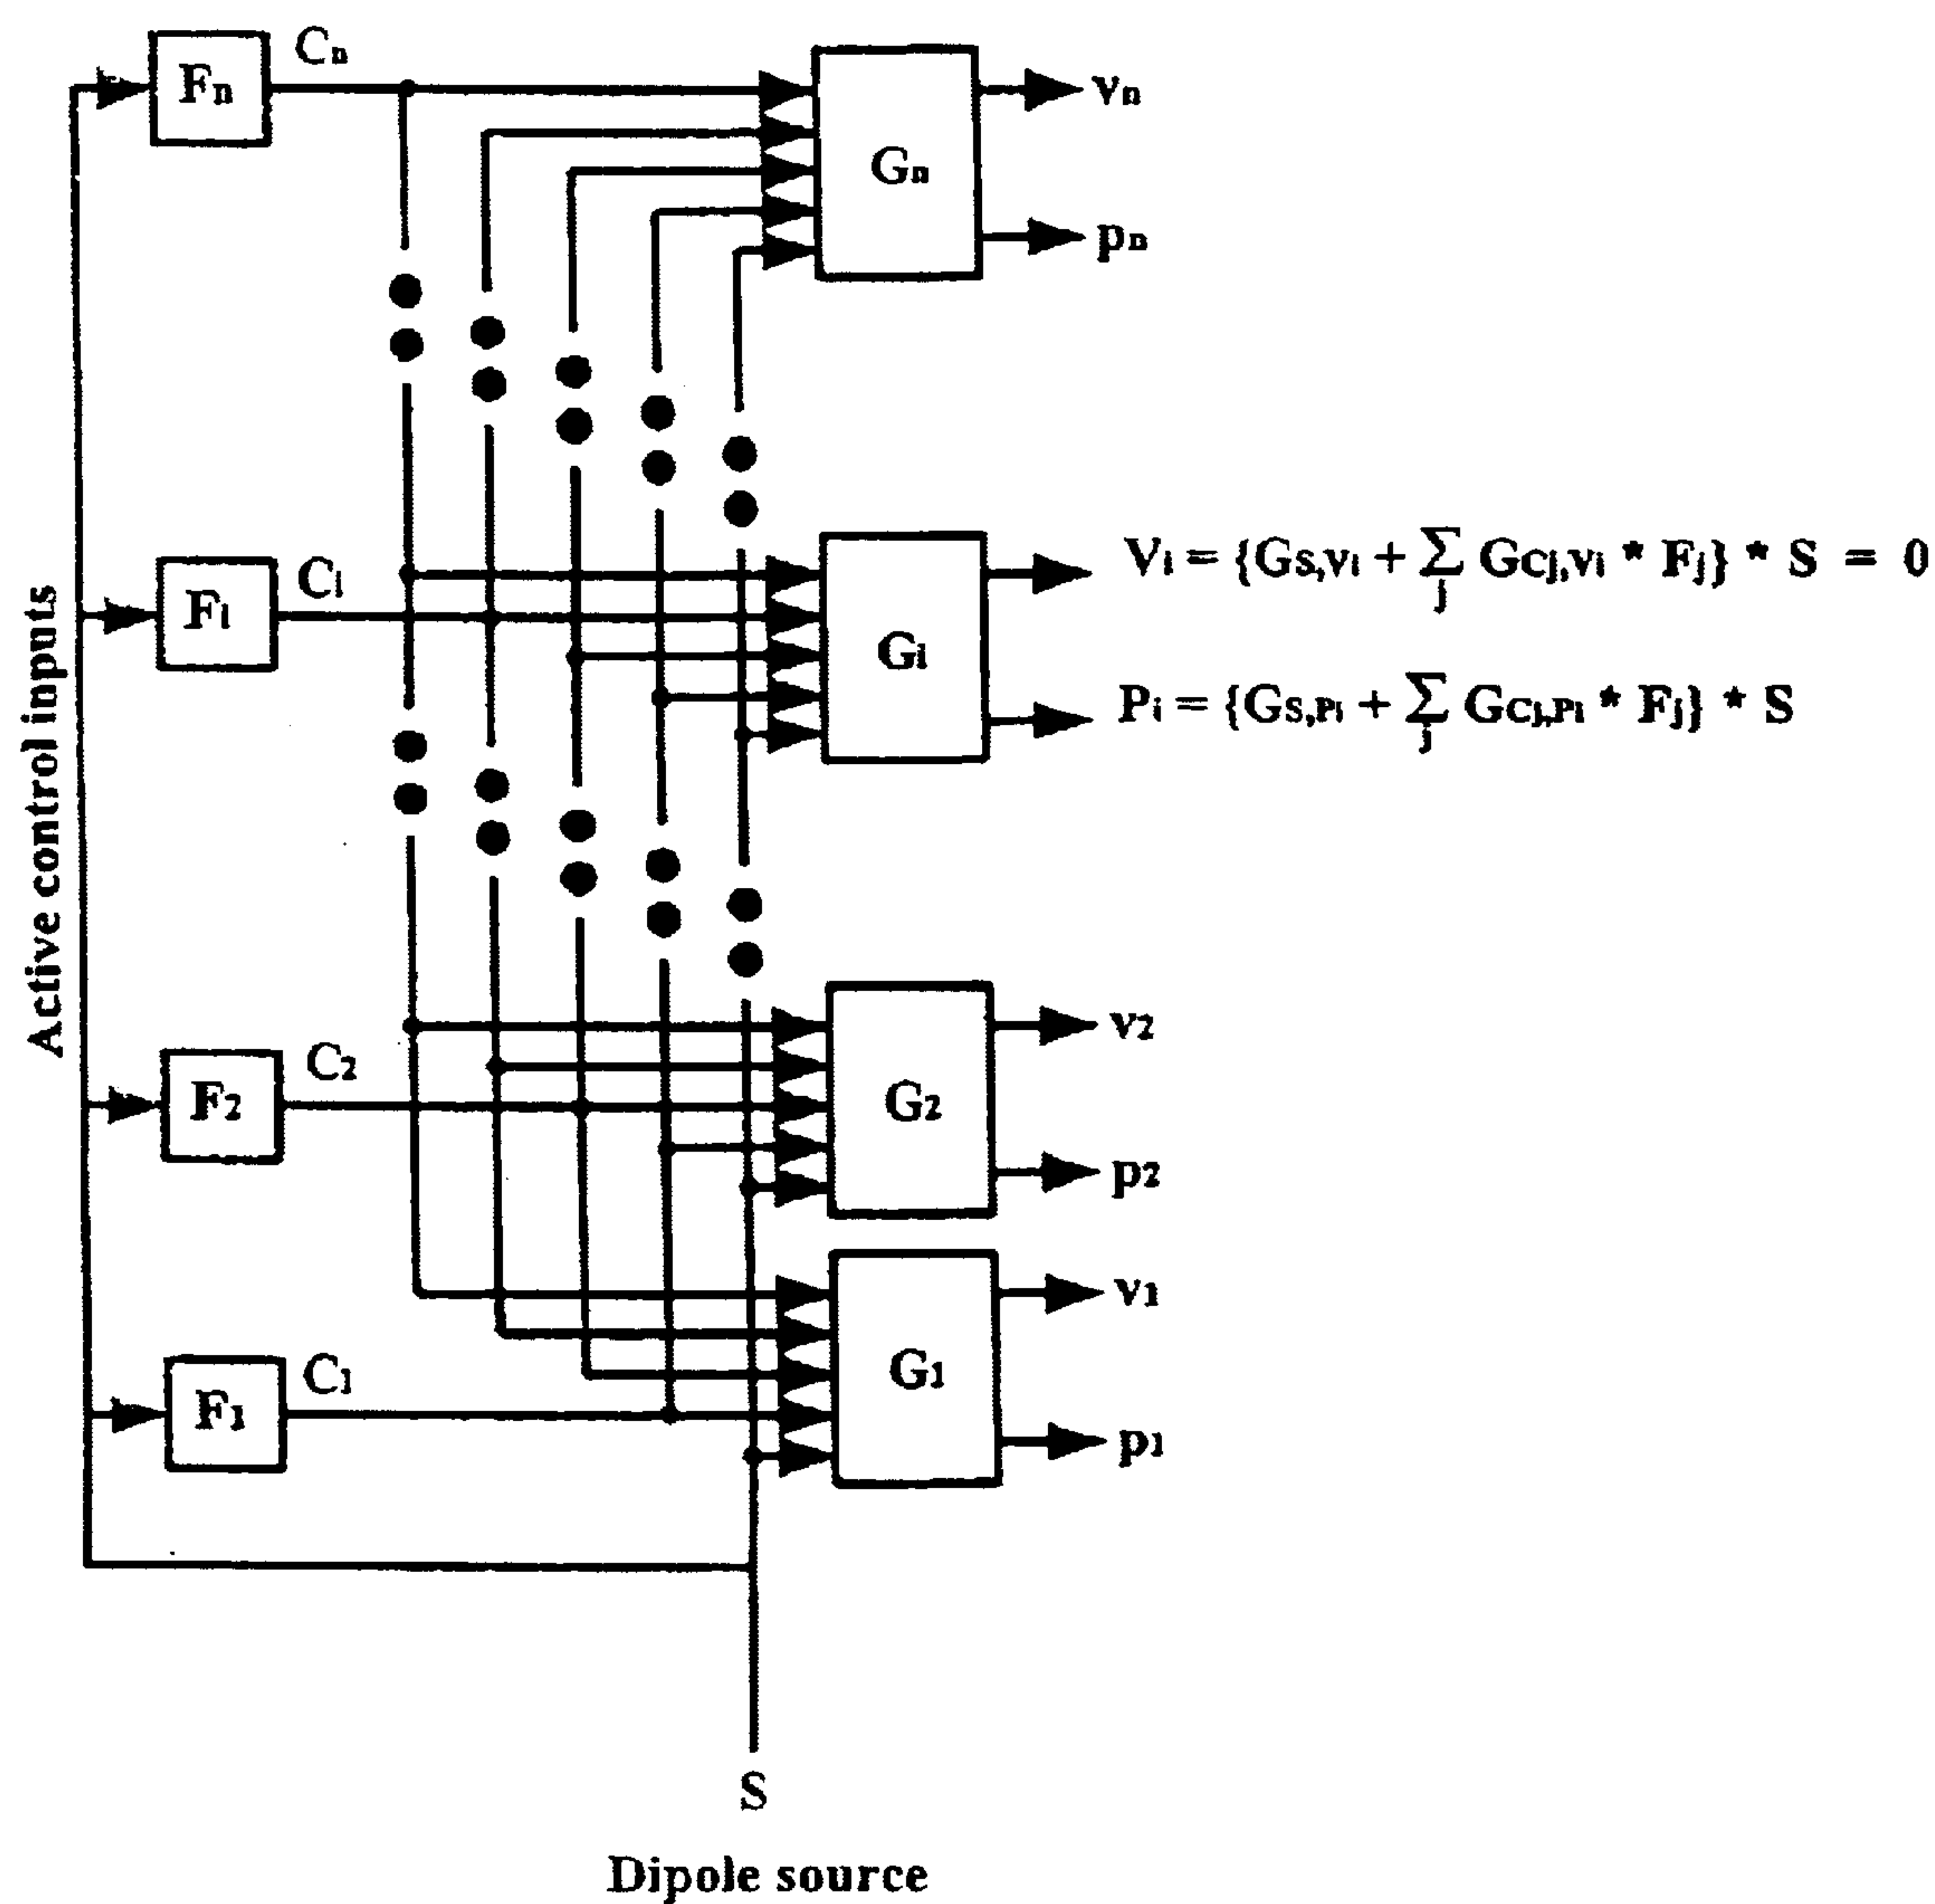 Cn
Fn
Gn
vn
pn
Ci
Fi
Gi
Vi = {Gs,vi + ∑j Gcj,vi * Fj} * S = 0
Pi = {Gs,Pi + ∑j Gcj,Pi * Fj} * S
Active control inputs
C2
F2
G2
v2
p2
C1
F1
G1
v1
p1
S
Dipole source